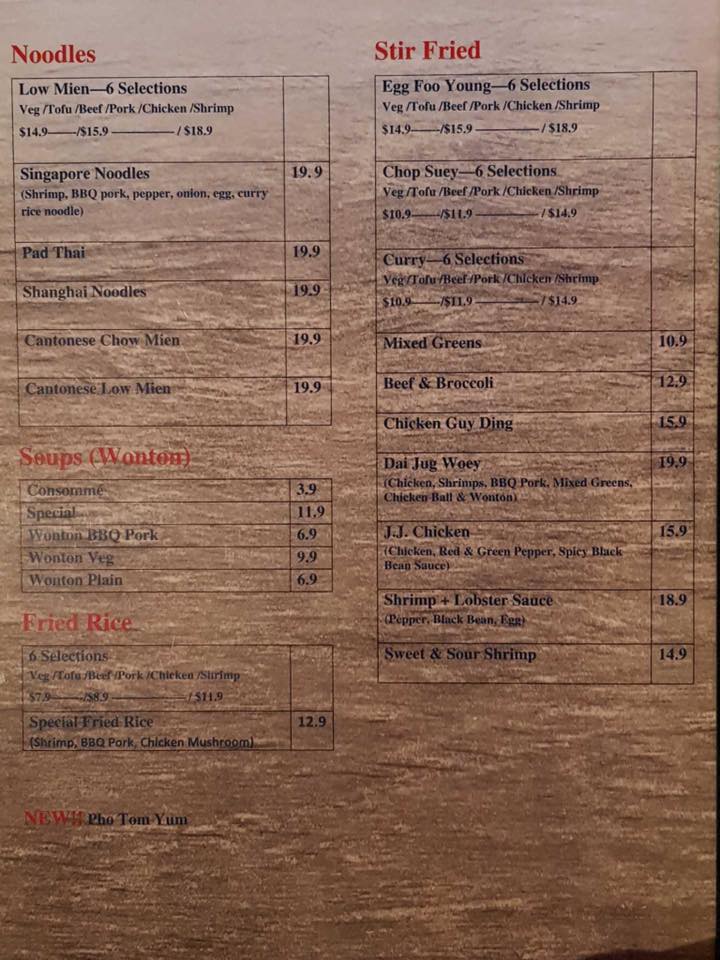 Noodles
Low Mien—6 Selections
Veg /Tofu /Beef /Pork /Chicken /Shrimp
$14.9——/$15.9 ————— / $18.9
Singapore Noodles 19.9
(Shrimp, BBQ pork, pepper, onion, egg, curry
rice noodle)
Pad Thai 19.9
Shanghai Noodles 19.9
Cantonese Chow Mien 19.9
Cantonese Low Mien 19.9
Soups (Wonton)
Consommé 3.9
Special 11.9
Wonton BBQ Pork 6.9
Wonton Veg 9.9
Wonton Plain 6.9
Fried Rice
6 Selections
Veg /Tofu /Beef /Pork /Chicken /Shrimp
$7.9——/$8.9 —————— / $11.9
Special Fried Rice 12.9
(Shrimp, BBQ Pork, Chicken Mushroom)
NEW!! Pho Tom Yum
Stir Fried
Egg Foo Young—6 Selections
Veg /Tofu /Beef /Pork /Chicken /Shrimp
$14.9——/$15.9 ————— / $18.9
Chop Suey—6 Selections
Veg /Tofu /Beef /Pork /Chicken /Shrimp
$10.9——/$11.9 ————— / $14.9
Curry—6 Selections
Veg /Tofu /Beef /Pork /Chicken /Shrimp
$10.9——/$11.9 ————— / $14.9
Mixed Greens 10.9
Beef & Broccoli 12.9
Chicken Guy Ding 15.9
Dai Jug Woey 19.9
(Chicken, Shrimps, BBQ Pork, Mixed Greens,
Chicken Ball & Wonton)
J.J. Chicken 15.9
(Chicken, Red & Green Pepper, Spicy Black
Bean Sauce)
Shrimp + Lobster Sauce 18.9
(Pepper, Black Bean, Egg)
Sweet & Sour Shrimp 14.9